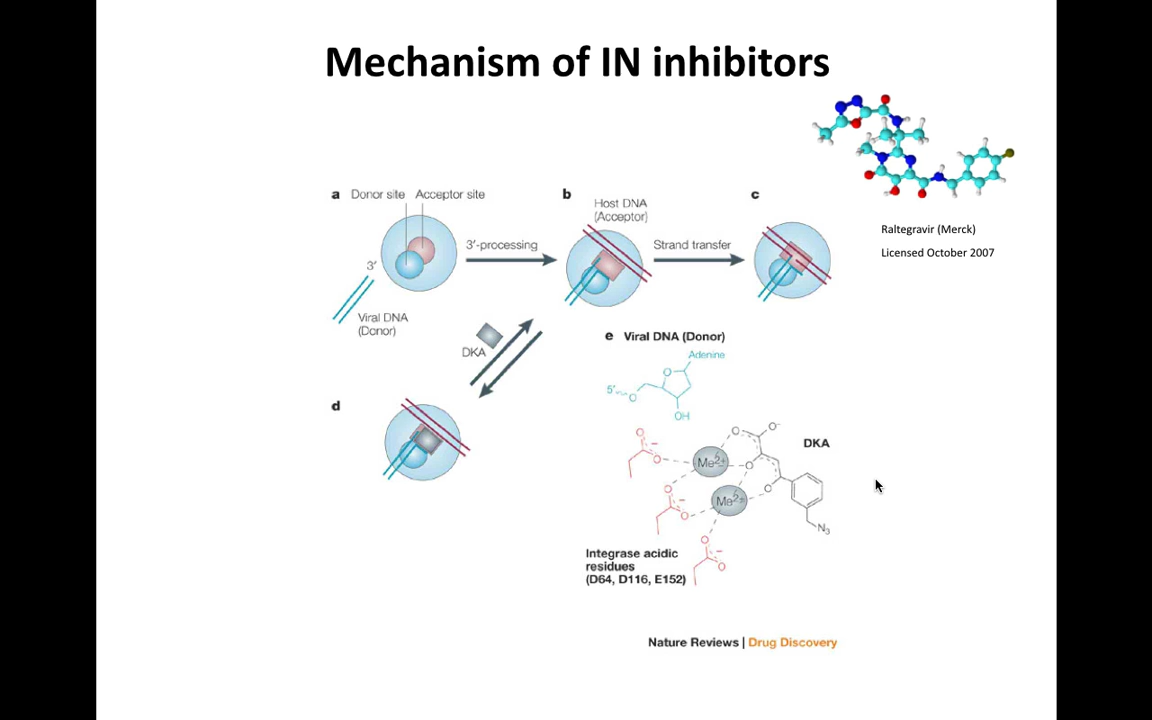 Mechanism of IN inhibitors
Raltegravir (Merck)
Licensed October 2007
a Donor site Acceptor site
3′
Viral DNA
(Donor)
3′-processing
b
Host DNA
(Acceptor)
Strand transfer
c
DKA
d
e Viral DNA (Donor)
Adenine
O
5′
O
OH
O
O
O
O
O
O
O⁻
O
O
O
Me2+
Me2+
DKA
N3
Integrase acidic
residues
(D64, D116, E152)
Nature Reviews | Drug Discovery